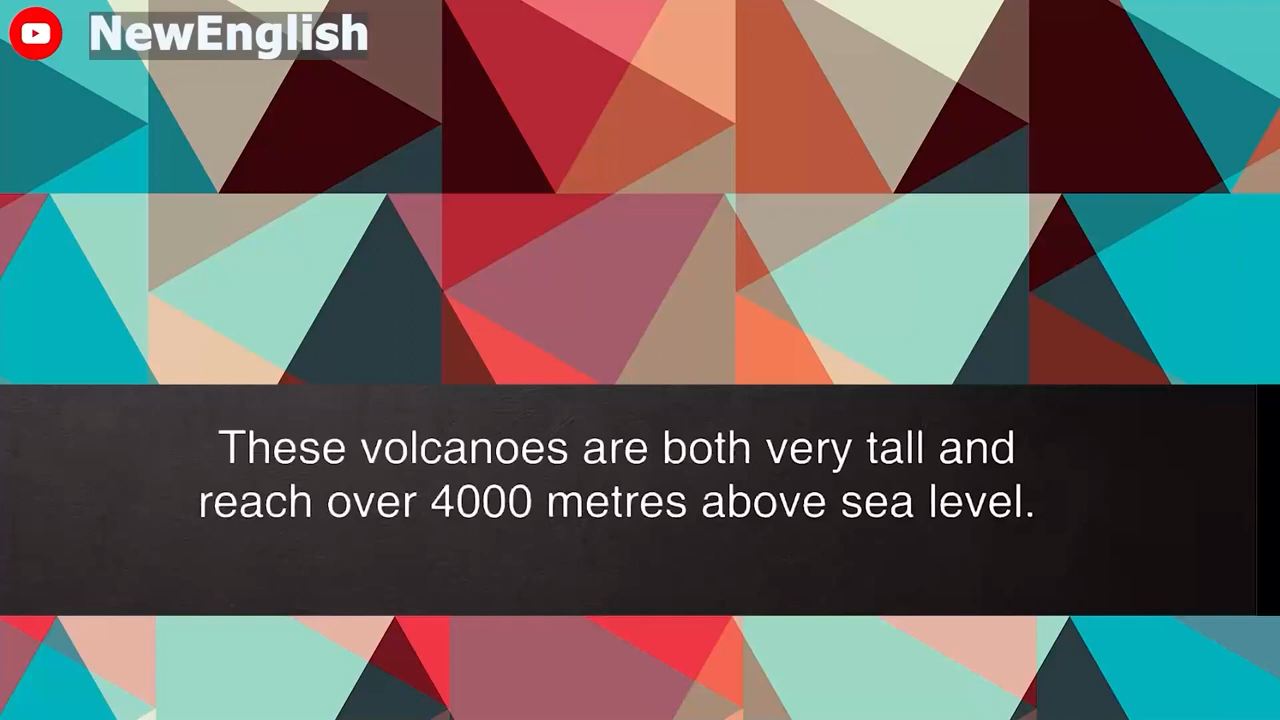 NewEnglish
These volcanoes are both very tall and
reach over 4000 metres above sea level.